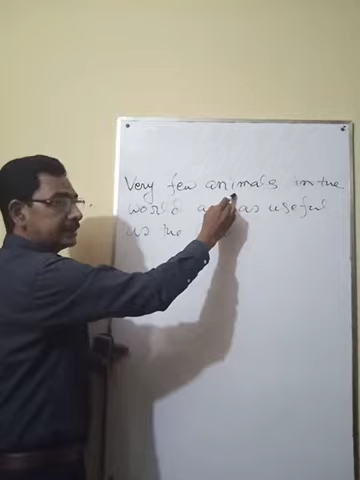 Very few animals in the
world a as useful
as the